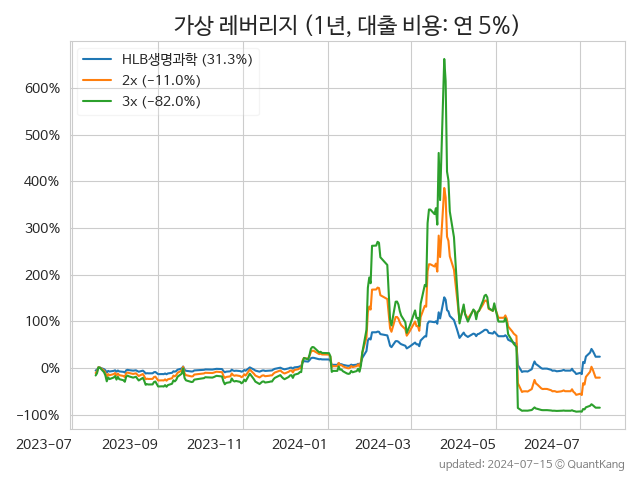 가상 레버리지 (1년, 대출 비용: 연 5%)
HLB생명과학 (31.3%)
2x (-11.0%)
3x (-82.0%)
600%
500%
400%
300%
200%
100%
0%
-100%
2023-07 2023-09 2023-11 2024-01 2024-03 2024-05 2024-07
updated: 2024-07-15 © QuantKang